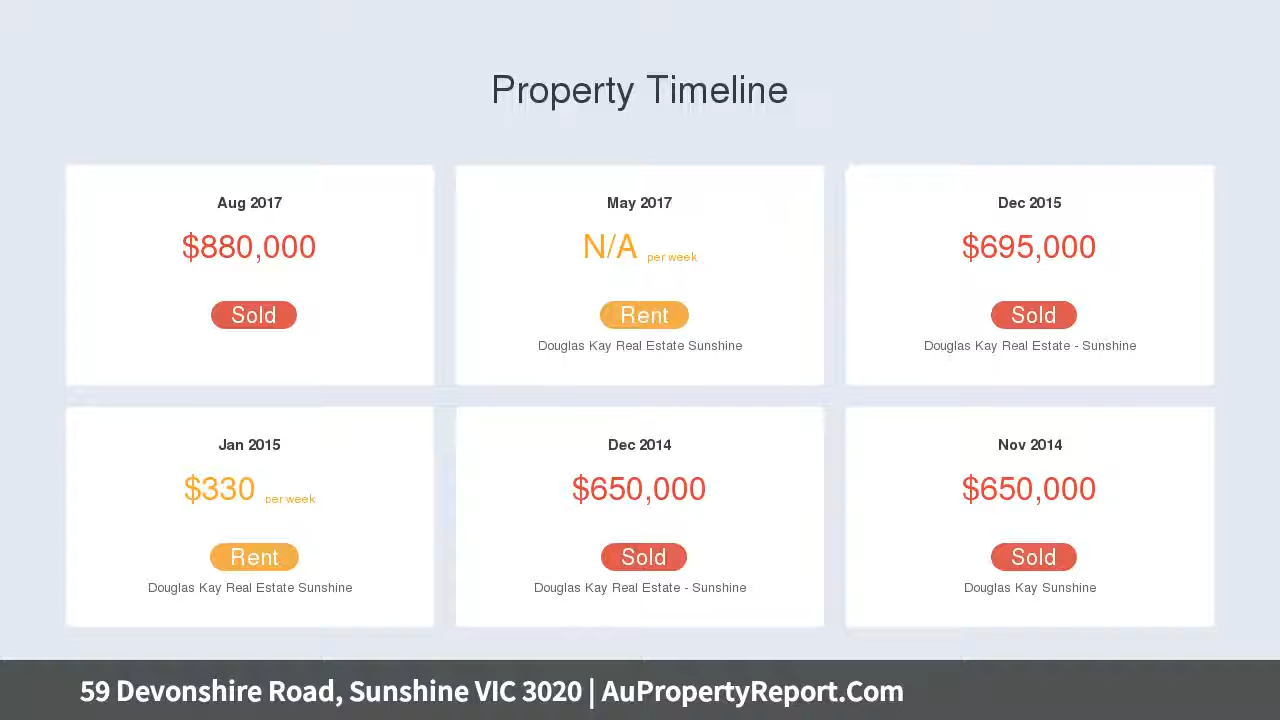 Property Timeline
Aug 2017
$880,000
Sold
May 2017
N/A per week
Rent
Douglas Kay Real Estate Sunshine
Dec 2015
$695,000
Sold
Douglas Kay Real Estate - Sunshine
Jan 2015
$330 per week
Rent
Douglas Kay Real Estate Sunshine
Dec 2014
$650,000
Sold
Douglas Kay Real Estate - Sunshine
Nov 2014
$650,000
Sold
Douglas Kay Sunshine
59 Devonshire Road, Sunshine VIC 3020 | AuPropertyReport.Com